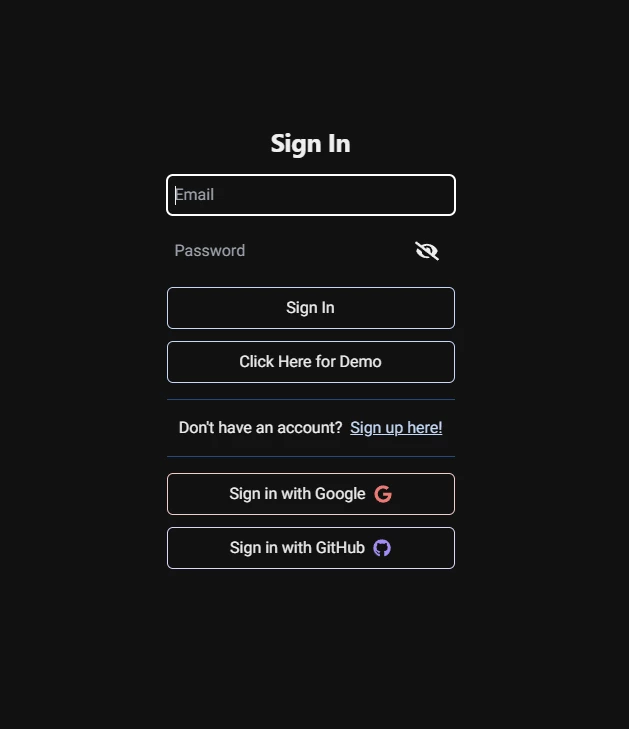 Sign In
Email
Password
Sign In
Click Here for Demo
Don't have an account? Sign up here!
Sign in with Google
Sign in with GitHub